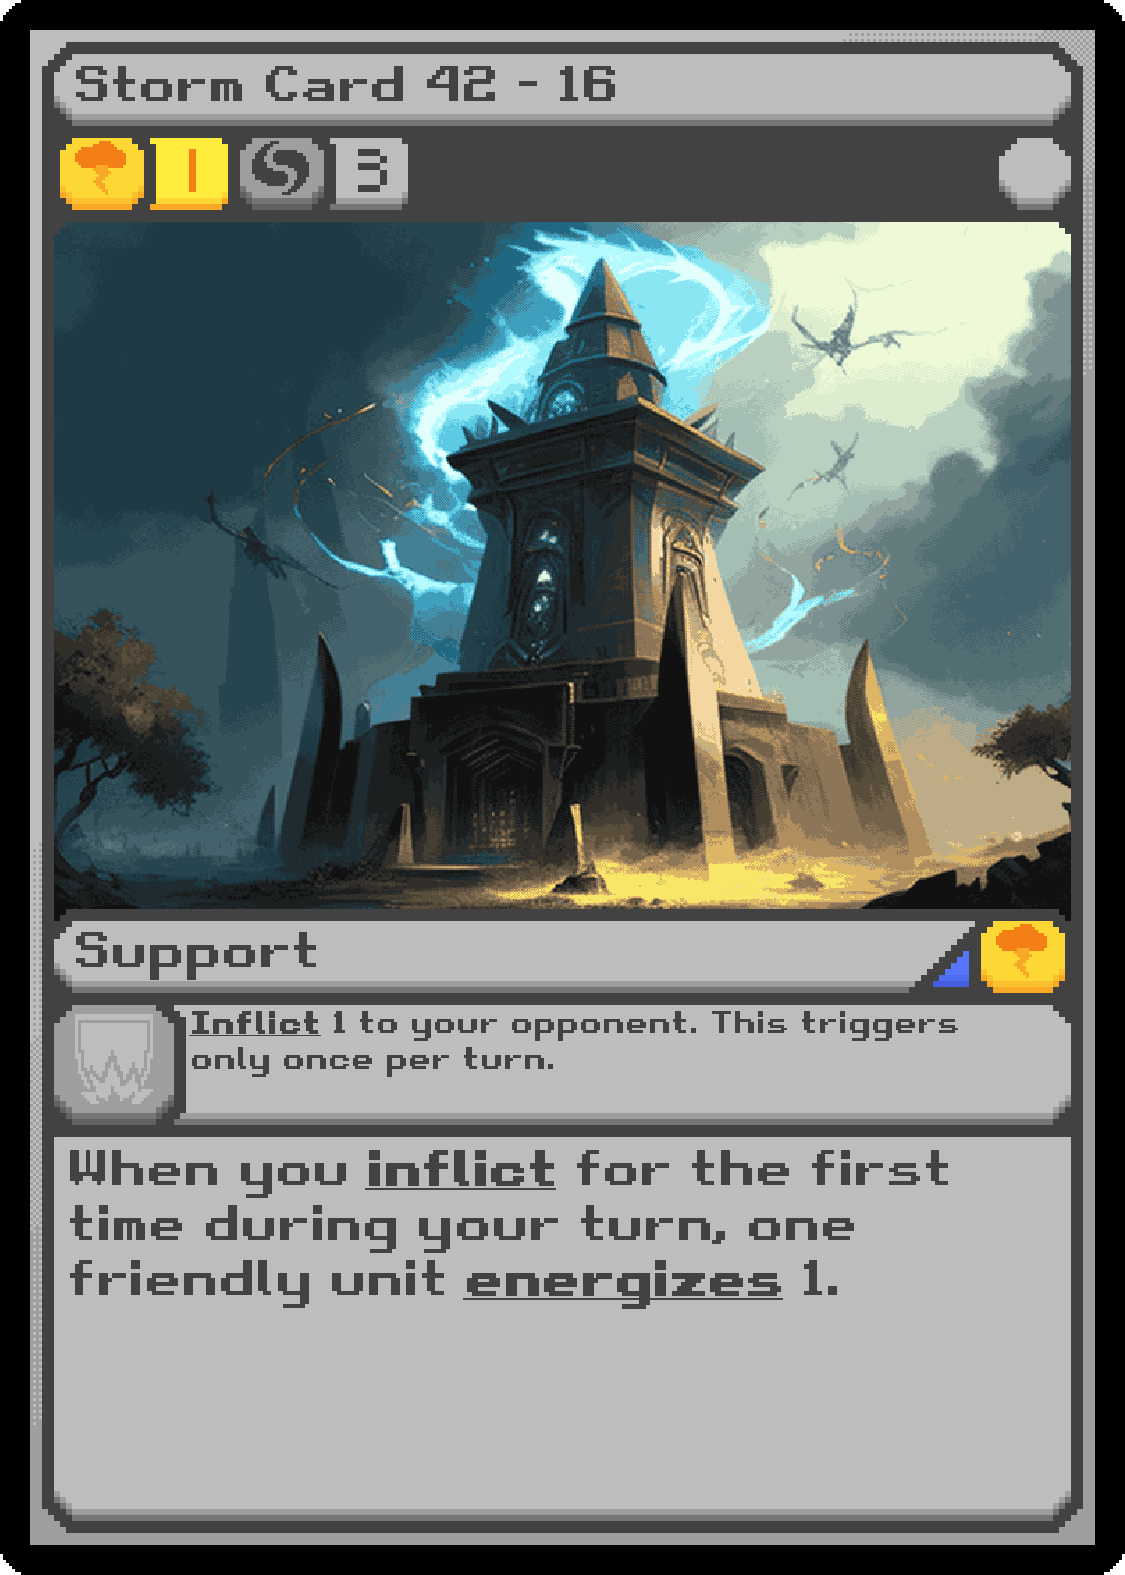 Storm Card 42 - 16
1 3
Support
Inflict 1 to your opponent. This triggers
only once per turn.
When you inflict for the first
time during your turn, one
friendly unit energizes 1.